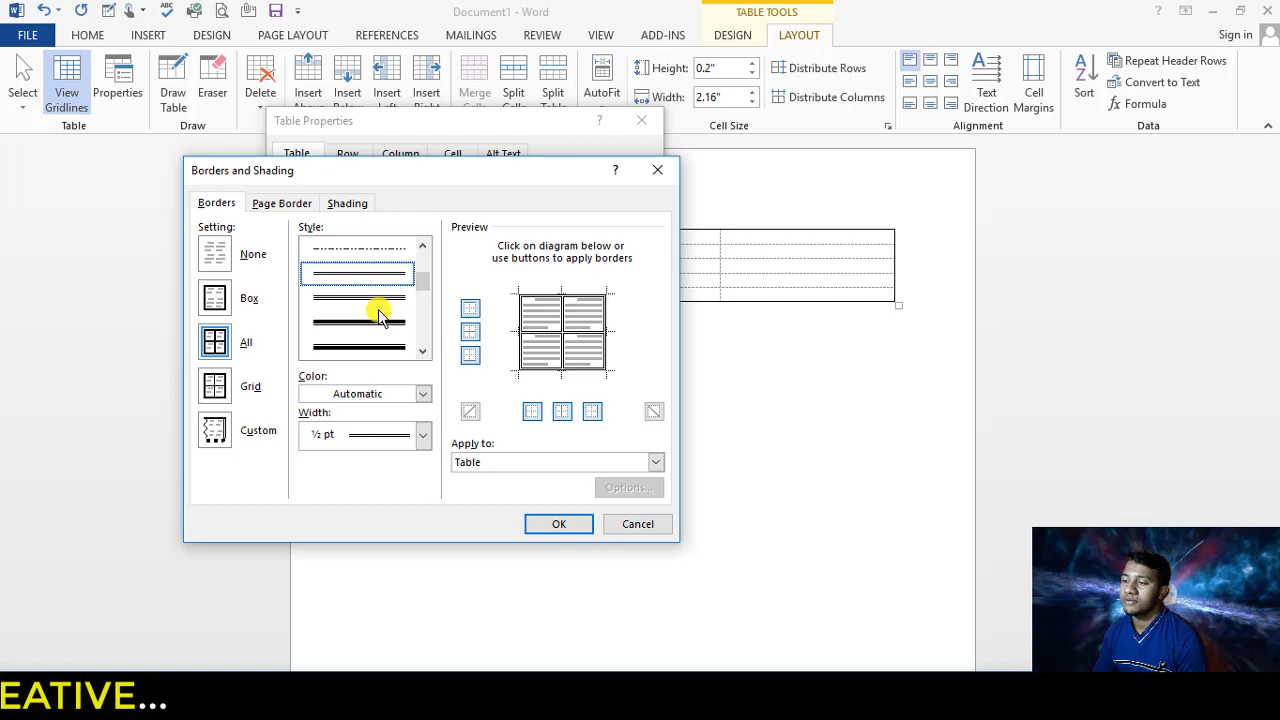 Document1 - Word
TABLE TOOLS
?
FILE HOME INSERT DESIGN PAGE LAYOUT REFERENCES MAILINGS REVIEW VIEW ADD-INS DESIGN LAYOUT Sign in
Select
View Gridlines
Properties
Table
Draw Table
Eraser
Draw
Delete
Insert
Insert
Insert Left
Insert Right
Merge Cells
Split Cells
Split Table
AutoFit
Height: 0.2"
Width: 2.16"
Distribute Rows
Distribute Columns
Cell Size
Text Direction
Cell Margins
Alignment
Sort
Repeat Header Rows
Convert to Text
Formula
Data
Table Properties
?
Table Row Column Cell Alt Text
Borders and Shading
?
Borders Page Border Shading
Setting:
None
Box
All
Grid
Custom
Style:
Color:
Automatic
Width:
½ pt
Preview
Click on diagram below or
use buttons to apply borders
Apply to:
Table
Options...
OK Cancel
EATIVE...